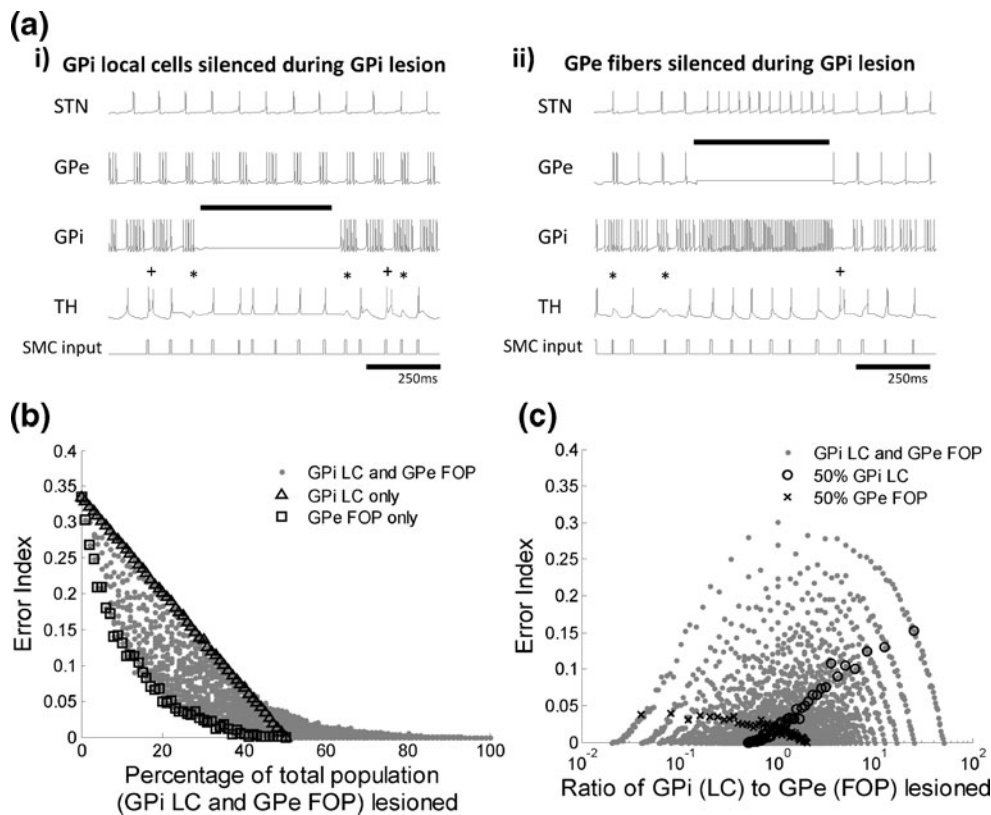 (a)
i) GPi local cells silenced during GPi lesion
STN
GPe
GPi
+ * * + *
TH
SMC input
250ms
ii) GPe fibers silenced during GPi lesion
STN
GPe
GPi
* * +
TH
SMC input
250ms
(b)
0.4
0.35
0.3
0.25
0.2
0.15
0.1
0.05
0
Error Index
GPi LC and GPe FOP
GPi LC only
GPe FOP only
0 20 40 60 80 100
Percentage of total population
(GPi LC and GPe FOP) lesioned
(c)
0.4
0.35
0.3
0.25
0.2
0.15
0.1
0.05
0
Error Index
GPi LC and GPe FOP
50% GPi LC
50% GPe FOP
10⁻² 10⁻¹ 10⁰ 10¹ 10²
Ratio of GPi (LC) to GPe (FOP) lesioned